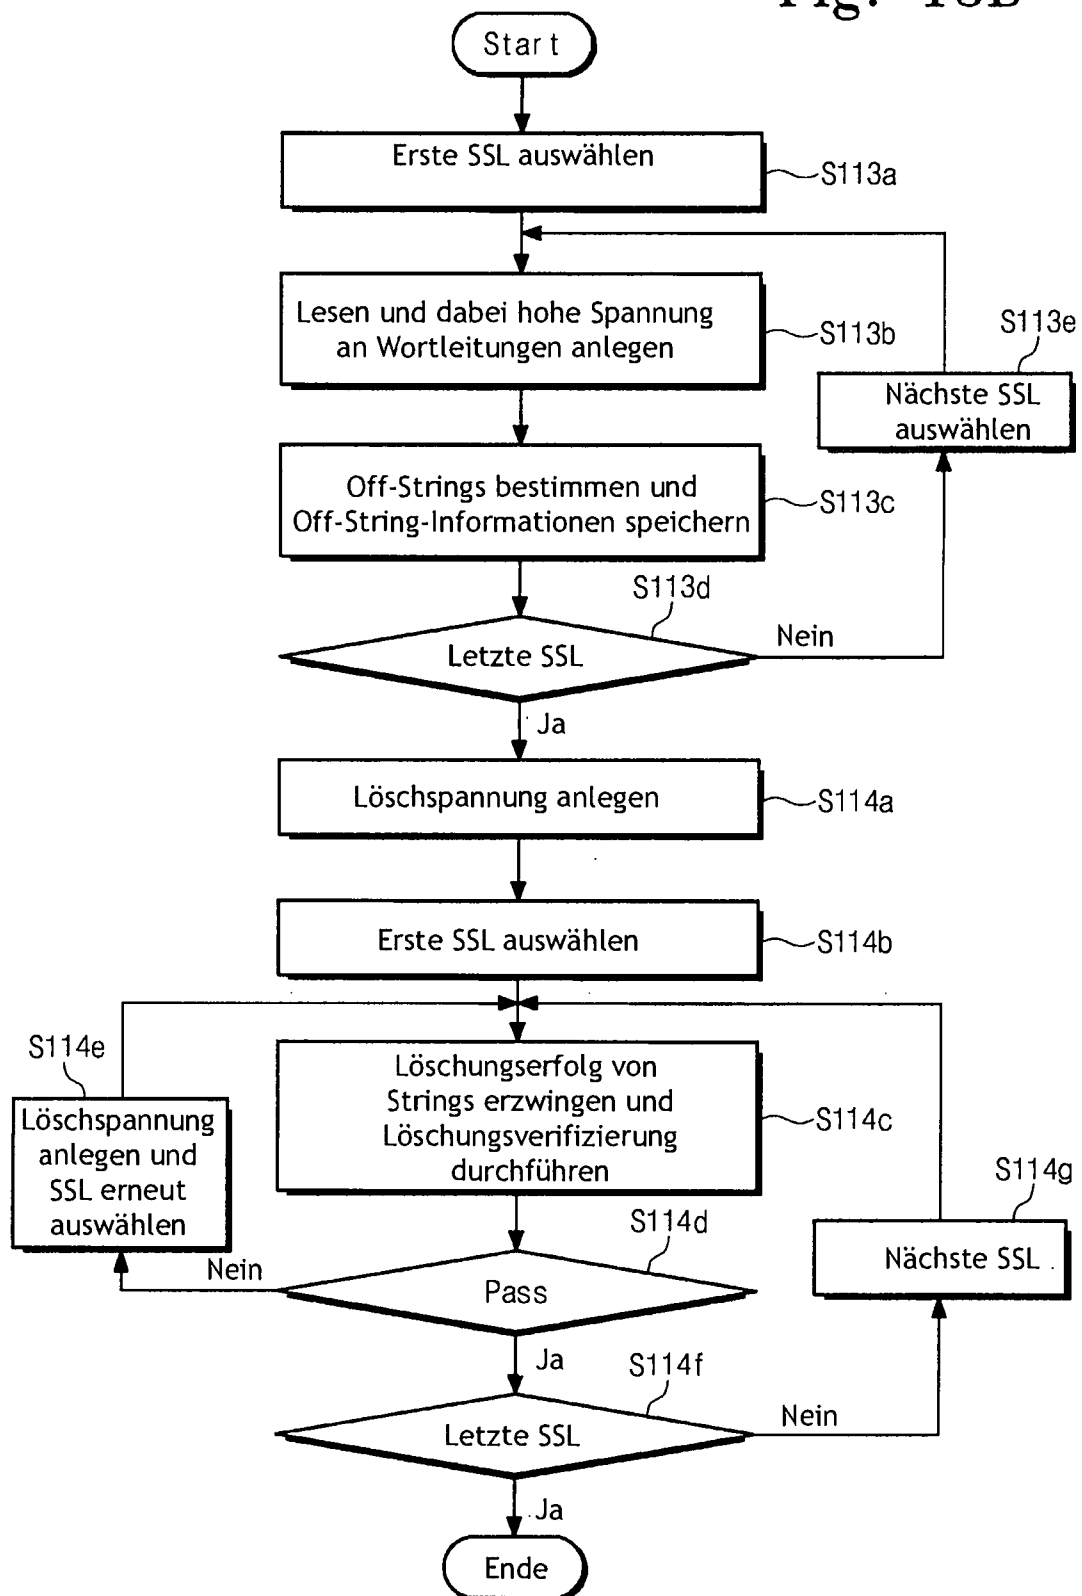 Start
Erste SSL auswählen
S113a
Lesen und dabei hohe Spannung
an Wortleitungen anlegen
S113b
S113e
Nächste SSL
auswählen
Off-Strings bestimmen und
Off-String-Informationen speichern
S113c
S113d
Letzte SSL
Nein
Ja
Löschspannung anlegen
S114a
Erste SSL auswählen
S114b
S114e
Löschspannung
anlegen und
SSL erneut
auswählen
Löschungserfolg von
Strings erzwingen und
Löschungsverifizierung
durchführen
S114c
S114g
Nächste SSL
S114d
Pass
Nein
Ja
S114f
Letzte SSL
Nein
Ja
Ende